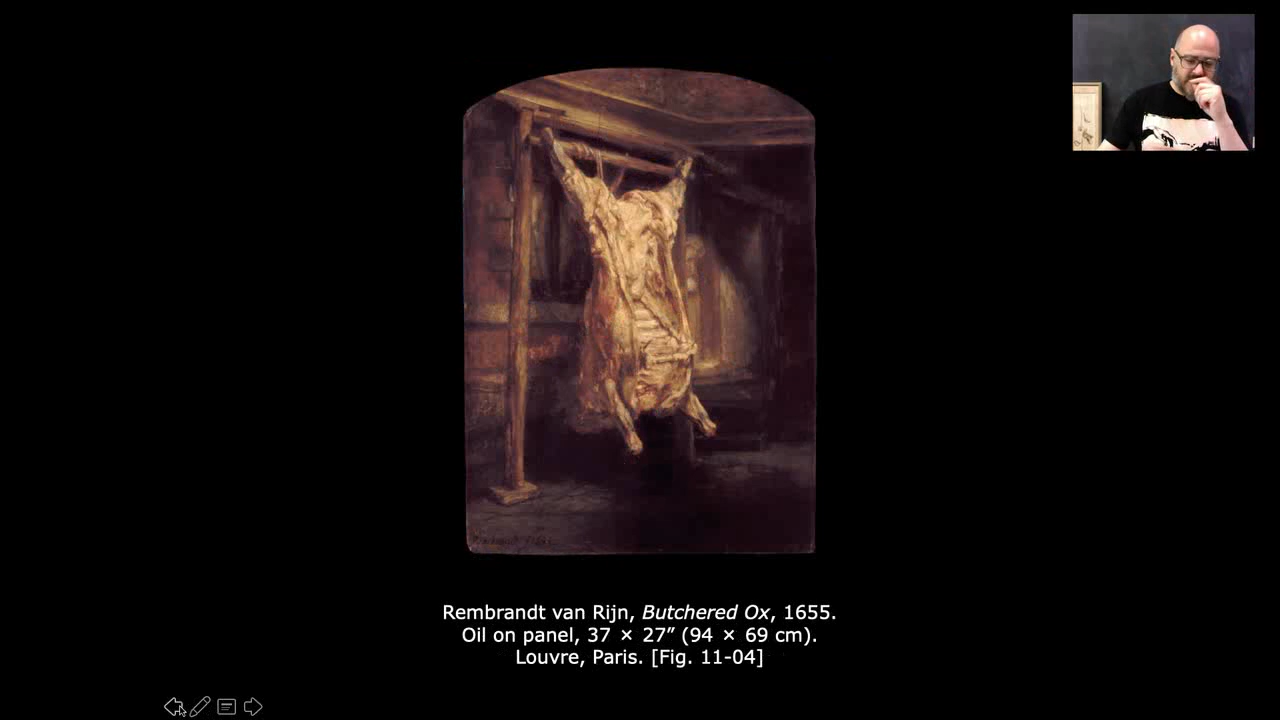 Rembrandt van Rijn, Butchered Ox, 1655.
Oil on panel, 37 × 27” (94 × 69 cm).
Louvre, Paris. [Fig. 11-04]